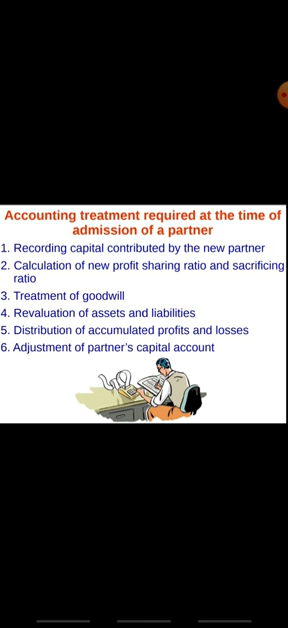 Accounting treatment required at the time of
admission of a partner
1. Recording capital contributed by the new partner
2. Calculation of new profit sharing ratio and sacrificing
ratio
3. Treatment of goodwill
4. Revaluation of assets and liabilities
5. Distribution of accumulated profits and losses
6. Adjustment of partner's capital account